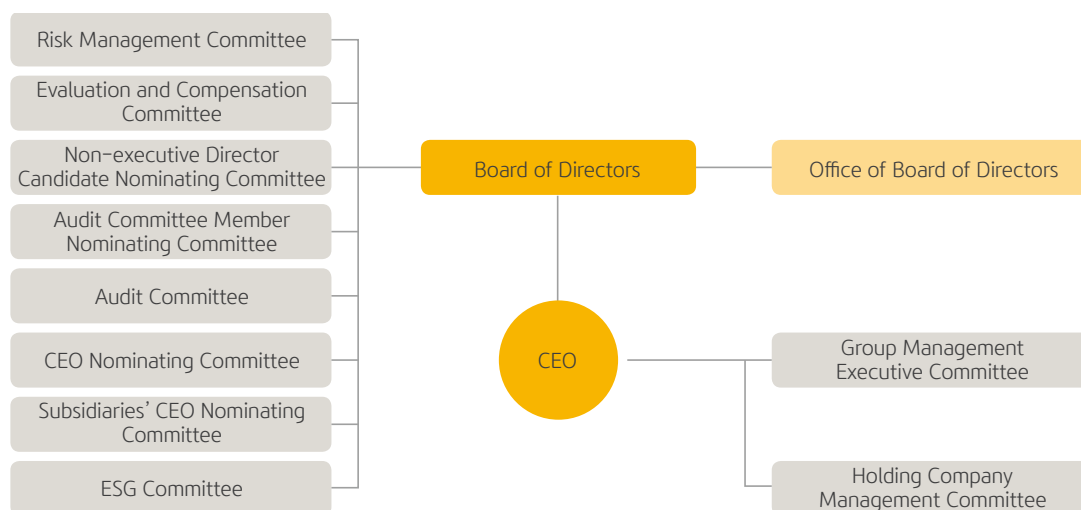 Risk Management Committee
Evaluation and Compensation
Committee
Non-executive Director
Candidate Nominating Committee
Audit Committee Member
Nominating Committee
Audit Committee
CEO Nominating Committee
Subsidiaries’ CEO Nominating
Committee
ESG Committee
Board of Directors
Office of Board of Directors
CEO
Group Management
Executive Committee
Holding Company
Management Committee